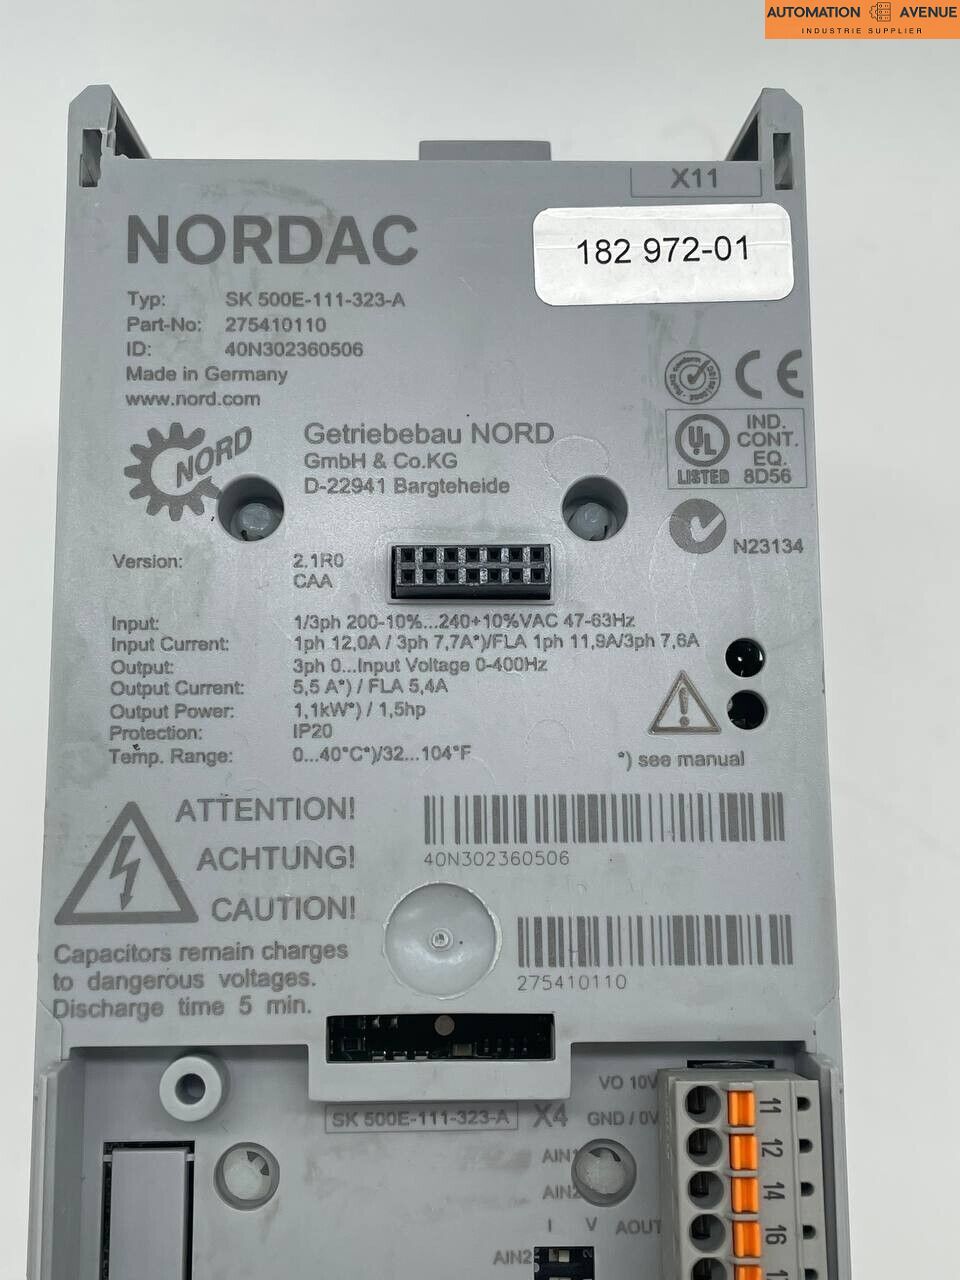 AUTOMATION AVENUE
INDUSTRIE SUPPLIER
X11
NORDAC
182 972-01
Typ: SK 500E-111-323-A
Part-No: 275410110
ID: 40N302360506
Made in Germany
www.nord.com
CE
NORD
Getriebebau NORD
GmbH & Co.KG
D-22941 Bargteheide
UL
LISTED
IND.
CONT.
EQ.
8D56
N23134
Version: 2.1R0
CAA
Input: 1/3ph 200-10%...240+10%VAC 47-63Hz
Input Current: 1ph 12,0A / 3ph 7,7A*)/FLA 1ph 11,9A/3ph 7,6A
Output: 3ph 0...Input Voltage 0-400Hz
Output Current: 5,5 A*) / FLA 5,4A
Output Power: 1,1kW*) / 1,5hp
Protection: IP20
Temp. Range: 0...40°C*)/32...104°F
*) see manual
ATTENTION!
ACHTUNG!
CAUTION!
40N302360506
Capacitors remain charges
to dangerous voltages.
Discharge time 5 min.
275410110
SK 500E-111-323-A
X4
VO 10V
GND / 0V
AIN1
AIN2
I V
AOUT
AIN2
11
12
14
16